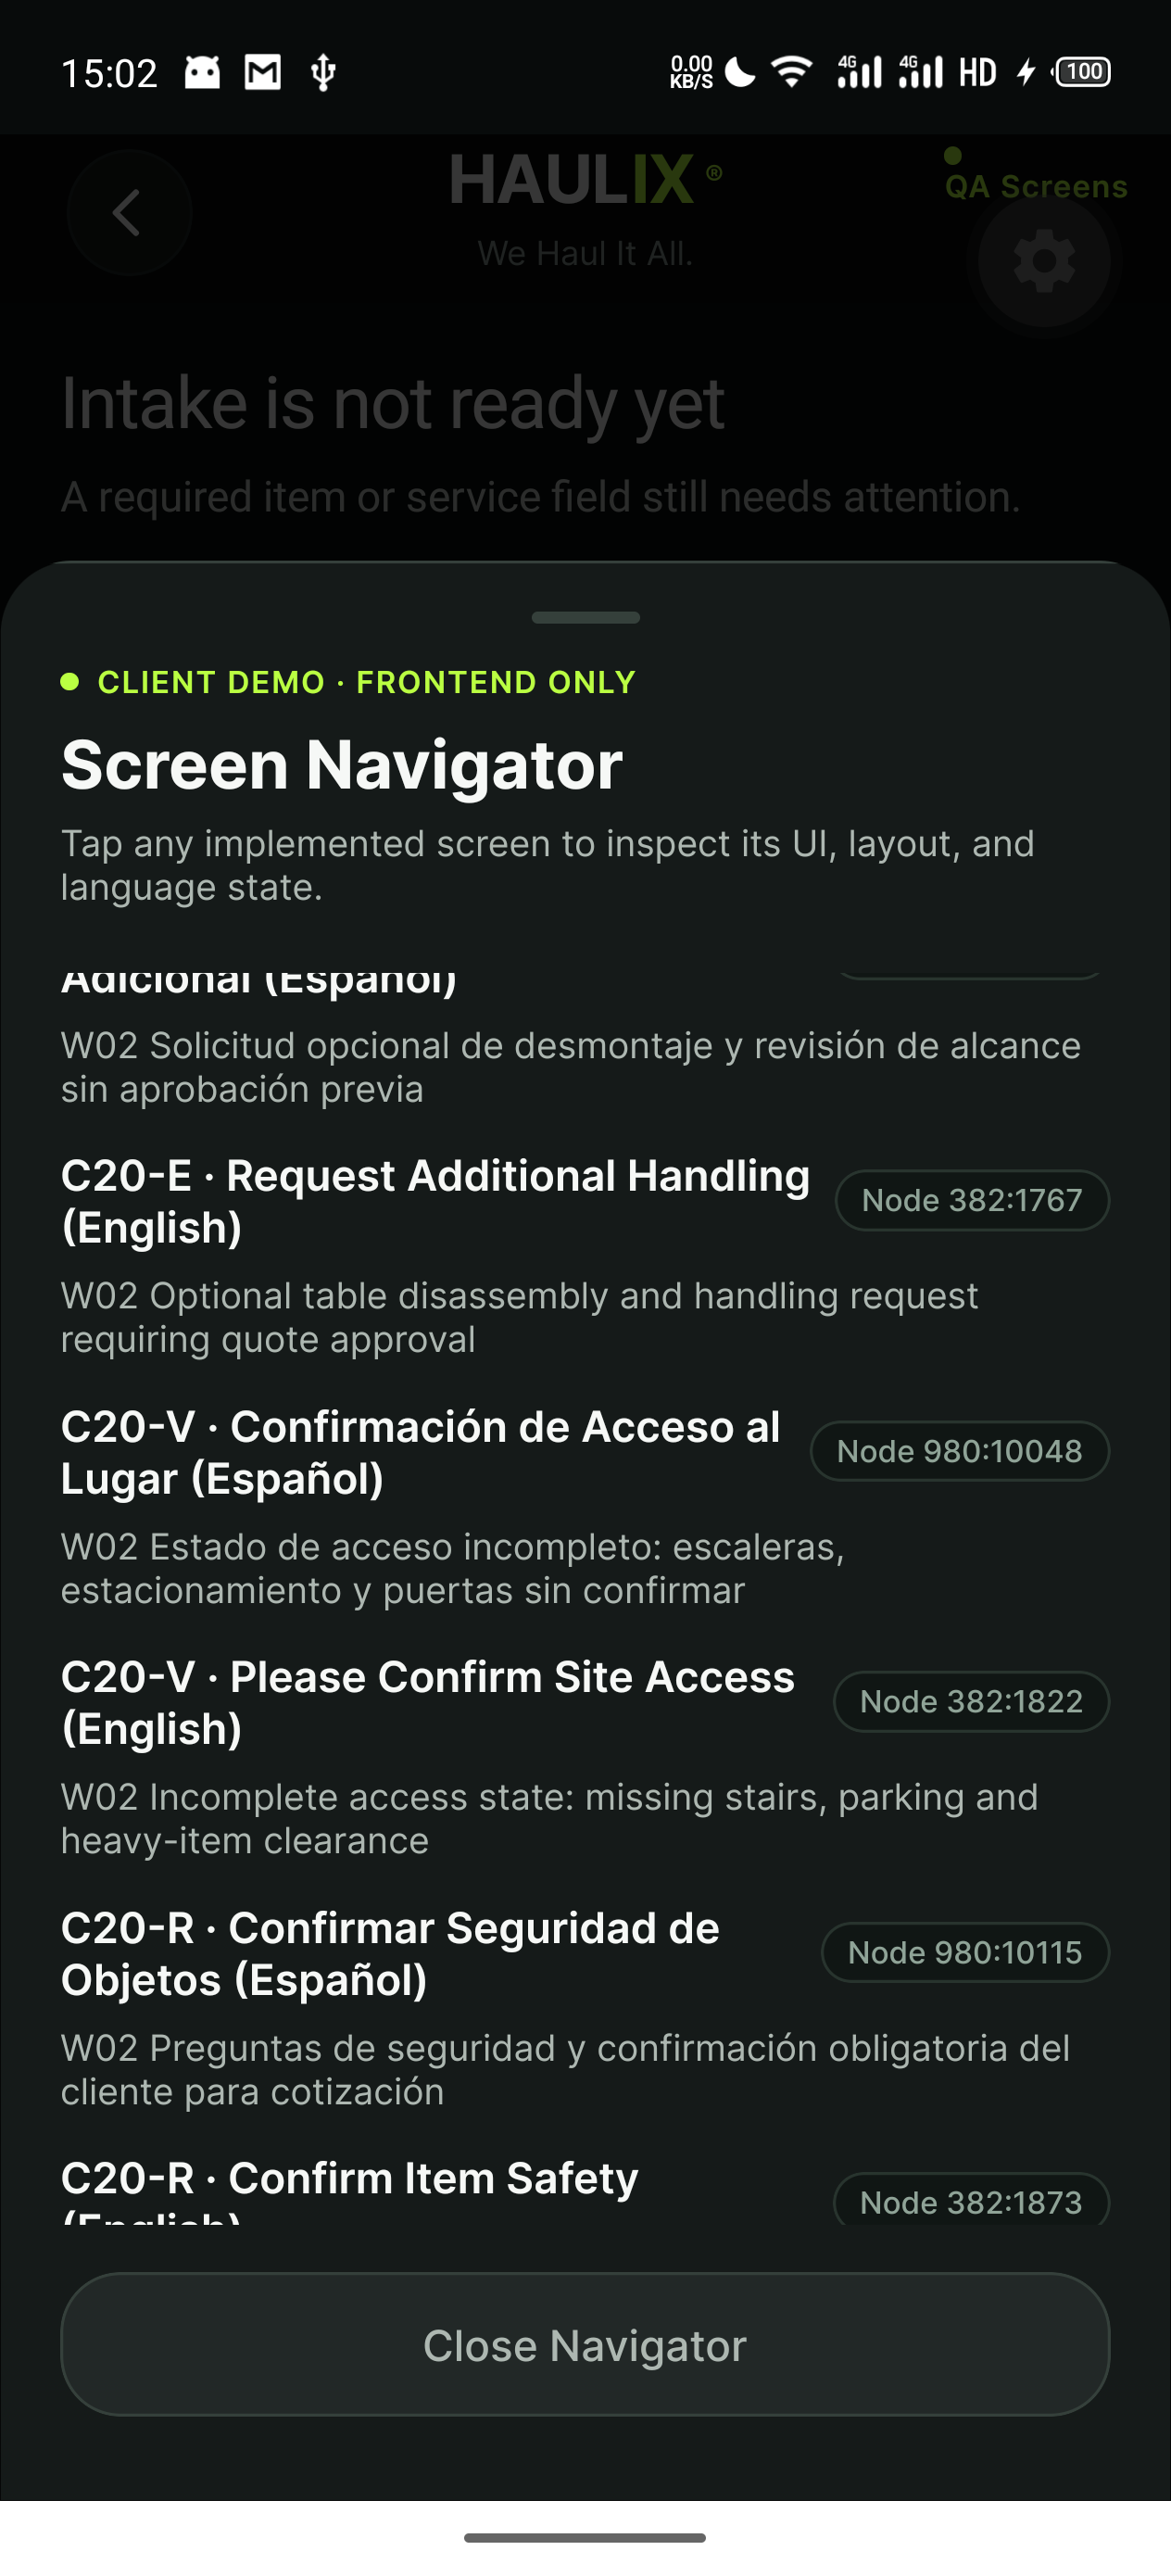 15:02
0.00
KB/S
4G
4G
HD
100
HAULIX®
We Haul It All.
QA Screens
Intake is not ready yet
A required item or service field still needs attention.
CLIENT DEMO · FRONTEND ONLY
Screen Navigator
Tap any implemented screen to inspect its UI, layout, and
language state.
Adicional (Español)
W02 Solicitud opcional de desmontaje y revisión de alcance
sin aprobación previa
C20-E · Request Additional Handling
(English)
Node 382:1767
W02 Optional table disassembly and handling request
requiring quote approval
C20-V · Confirmación de Acceso al
Lugar (Español)
Node 980:10048
W02 Estado de acceso incompleto: escaleras,
estacionamiento y puertas sin confirmar
C20-V · Please Confirm Site Access
(English)
Node 382:1822
W02 Incomplete access state: missing stairs, parking and
heavy-item clearance
C20-R · Confirmar Seguridad de
Objetos (Español)
Node 980:10115
W02 Preguntas de seguridad y confirmación obligatoria del
cliente para cotización
C20-R · Confirm Item Safety
(English)
Node 382:1873
Close Navigator